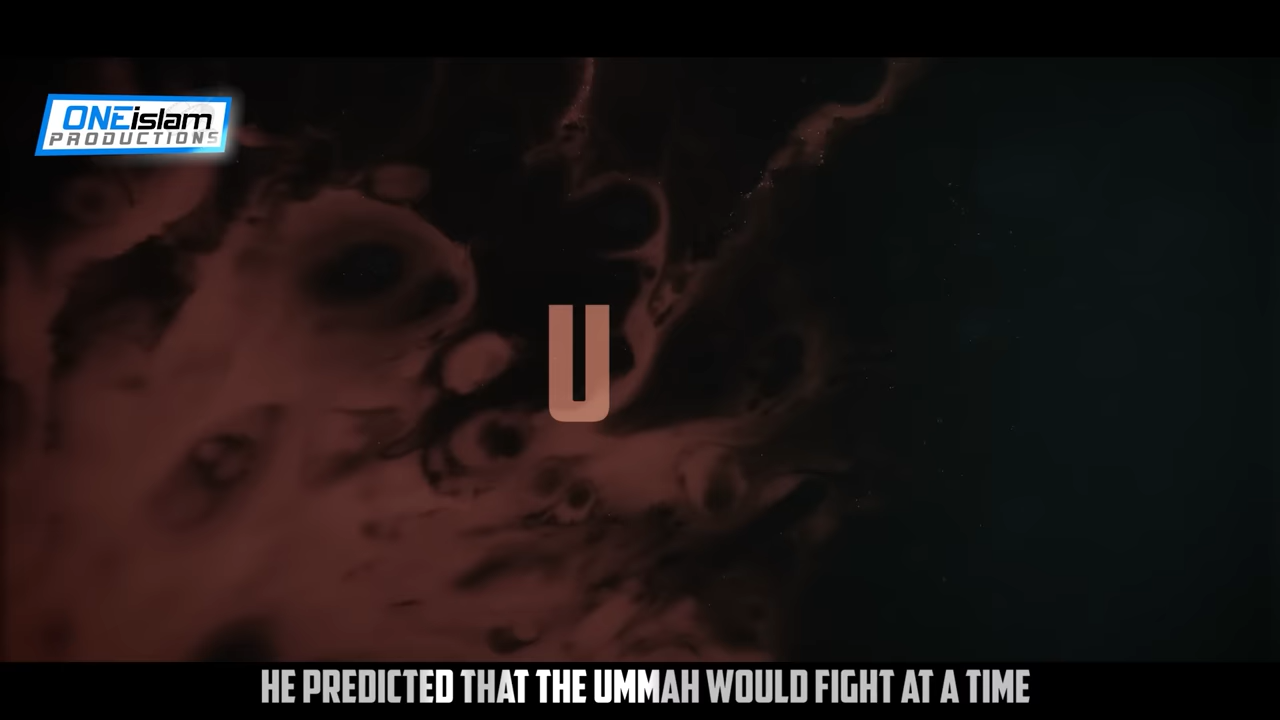 ONEislam
PRODUCTIONS
U
HE PREDICTED THAT THE UMMAH WOULD FIGHT AT A TIME